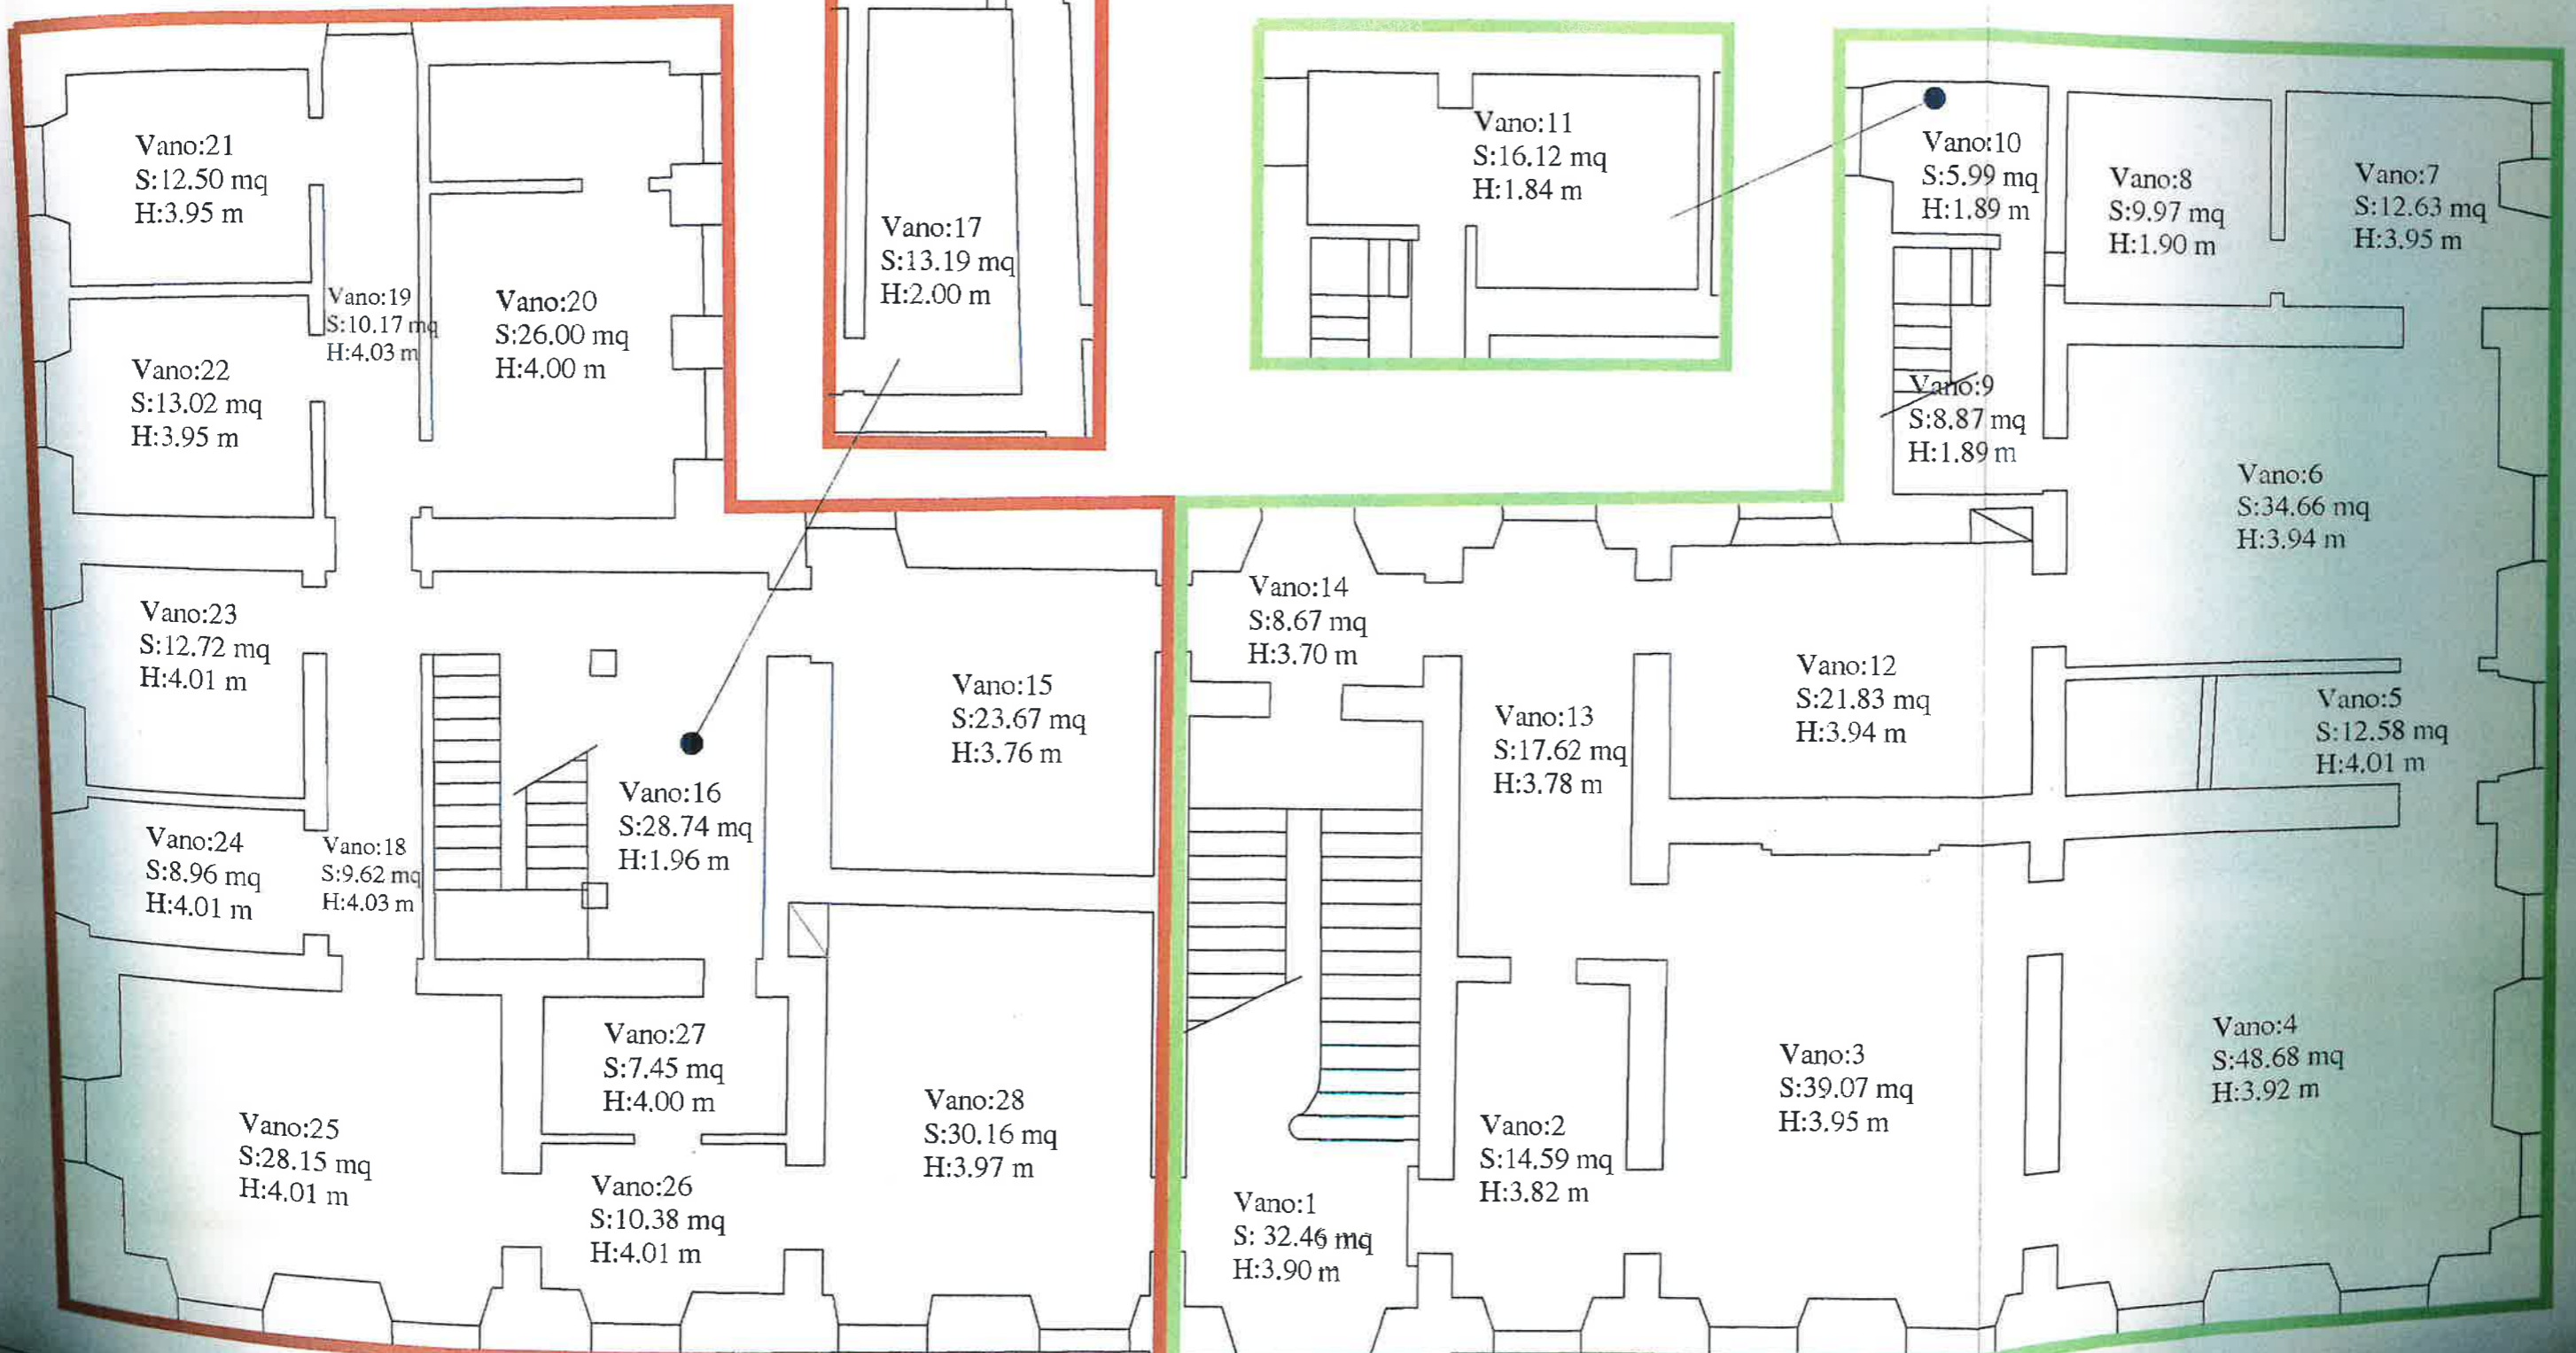 Vano:21
S:12.50 mq
H:3.95 m
Vano:19
S:10.17 mq
H:4.03 m
Vano:20
S:26.00 mq
H:4.00 m
Vano:22
S:13.02 mq
H:3.95 m
Vano:17
S:13.19 mq
H:2.00 m
Vano:11
S:16.12 mq
H:1.84 m
Vano:10
S:5.99 mq
H:1.89 m
Vano:8
S:9.97 mq
H:1.90 m
Vano:7
S:12.63 mq
H:3.95 m
Vano:9
S:8.87 mq
H:1.89 m
Vano:6
S:34.66 mq
H:3.94 m
Vano:23
S:12.72 mq
H:4.01 m
Vano:15
S:23.67 mq
H:3.76 m
Vano:14
S:8.67 mq
H:3.70 m
Vano:13
S:17.62 mq
H:3.78 m
Vano:12
S:21.83 mq
H:3.94 m
Vano:5
S:12.58 mq
H:4.01 m
Vano:24
S:8.96 mq
H:4.01 m
Vano:18
S:9.62 mq
H:4.03 m
Vano:16
S:28.74 mq
H:1.96 m
Vano:27
S:7.45 mq
H:4.00 m
Vano:25
S:28.15 mq
H:4.01 m
Vano:26
S:10.38 mq
H:4.01 m
Vano:28
S:30.16 mq
H:3.97 m
Vano:1
S: 32.46 mq
H:3.90 m
Vano:2
S:14.59 mq
H:3.82 m
Vano:3
S:39.07 mq
H:3.95 m
Vano:4
S:48.68 mq
H:3.92 m